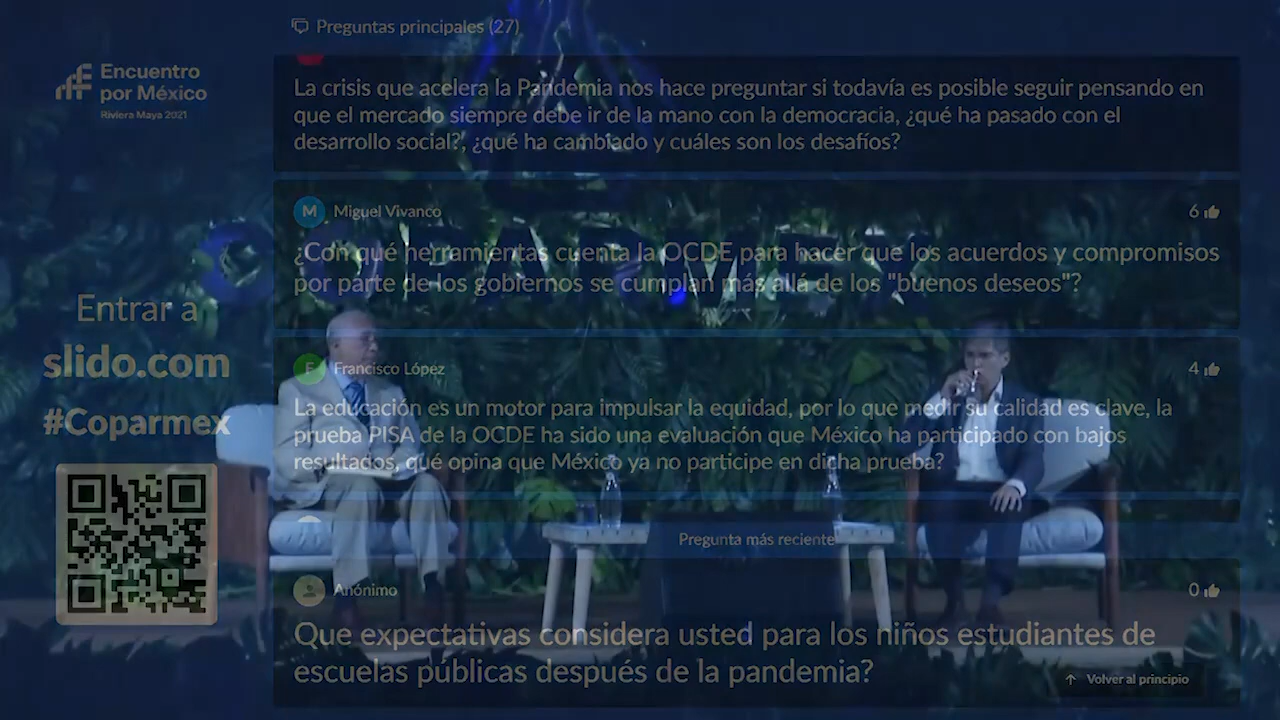 Preguntas principales (27)
Encuentro
por México
Riviera Maya 2021
La crisis que acelera la Pandemia nos hace preguntar si todavía es posible seguir pensando en
que el mercado siempre debe ir de la mano con la democracia, ¿qué ha pasado con el
desarrollo social?, ¿qué ha cambiado y cuáles son los desafíos?
M Miguel Vivanco 6
¿Con qué herramientas cuenta la OCDE para hacer que los acuerdos y compromisos
por parte de los gobiernos se cumplan más allá de los "buenos deseos"?
COPARMEX
Entrar a
slido.com
#Coparmex
F Francisco López 4
La educación es un motor para impulsar la equidad, por lo que medir su calidad es clave, la
prueba PISA de la OCDE ha sido una evaluación que México ha participado con bajos
resultados, qué opina que México ya no participe en dicha prueba?
Pregunta más reciente
Anónimo 0
Que expectativas considera usted para los niños estudiantes de
escuelas públicas después de la pandemia?
Volver al principio